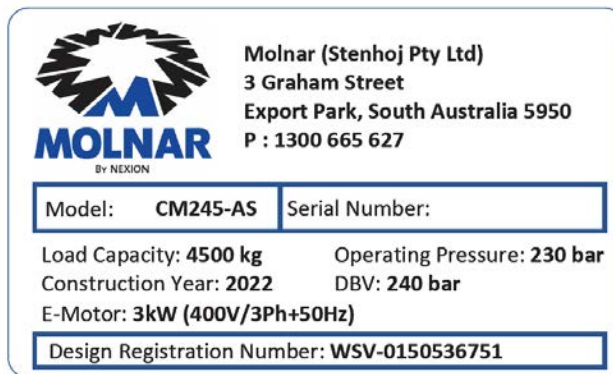 Molnar (Stenhoj Pty Ltd)
3 Graham Street
Export Park, South Australia 5950
P : 1300 665 627
MOLNAR
BY NEXION
Model: CM245-AS Serial Number:
Load Capacity: 4500 kg Operating Pressure: 230 bar
Construction Year: 2022 DBV: 240 bar
E-Motor: 3kW (400V/3Ph+50Hz)
Design Registration Number: WSV-0150536751